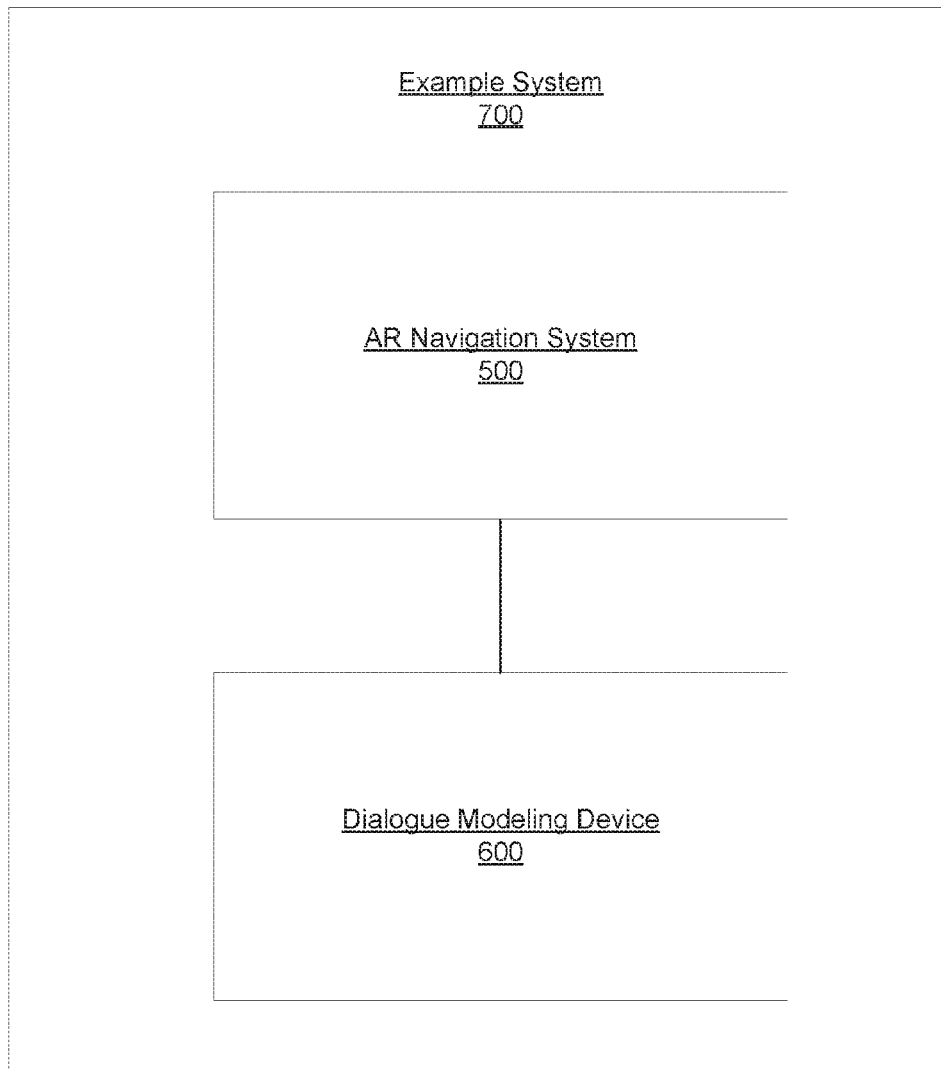 Example System
700
AR Navigation System
500
Dialogue Modeling Device
600